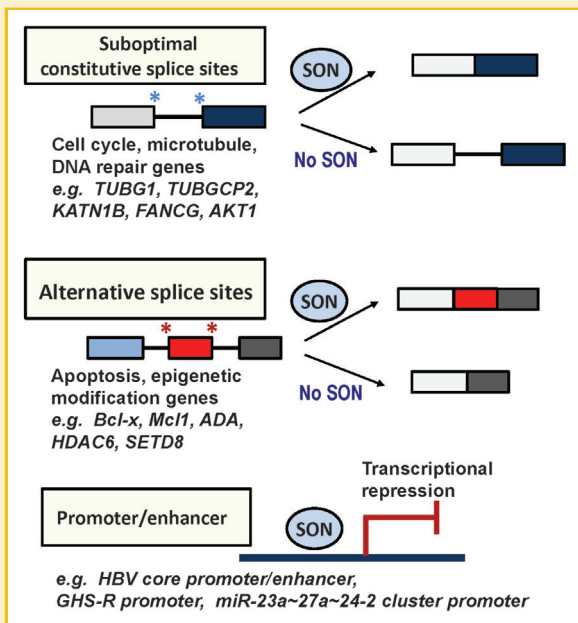 Suboptimal
constitutive splice sites
SON
* *
No SON
Cell cycle, microtubule,
DNA repair genes
e.g. TUBG1, TUBGCP2,
KATN1B, FANCG, AKT1
Alternative splice sites
SON
* *
No SON
Apoptosis, epigenetic
modification genes
e.g. Bcl-x, Mcl1, ADA,
HDAC6, SETD8
Transcriptional
repression
Promoter/enhancer
SON
e.g. HBV core promoter/enhancer,
GHS-R promoter, miR-23a~27a~24-2 cluster promoter